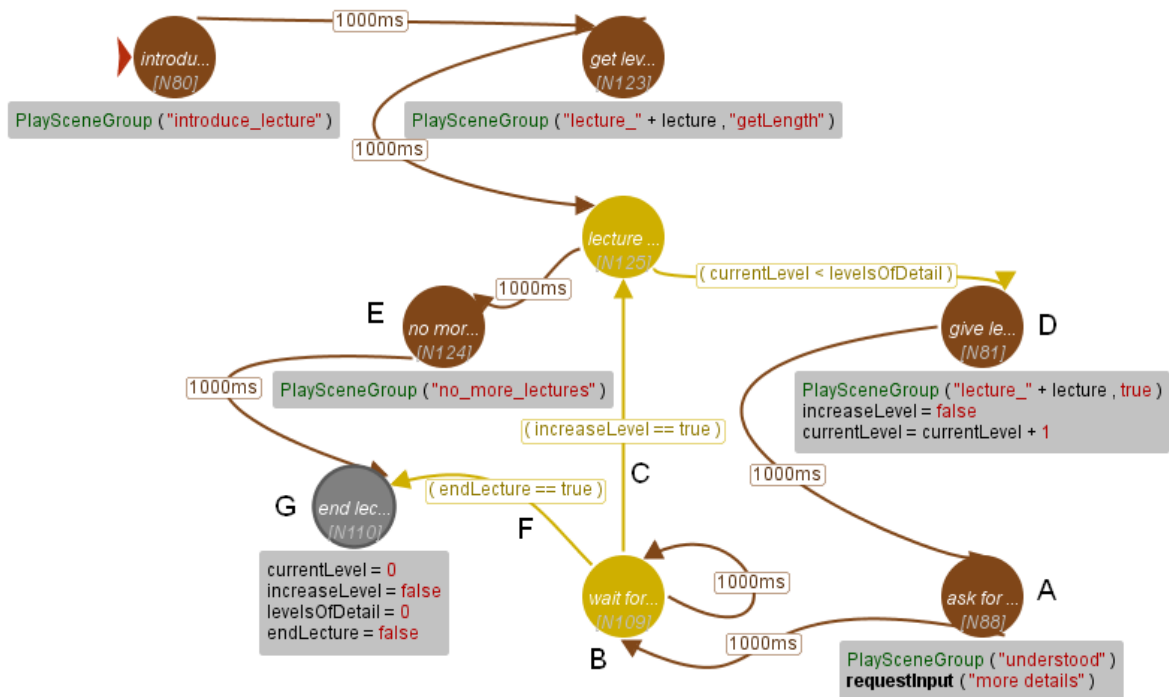 1000ms
introdu...
[N80]
get lev...
[N123]
PlaySceneGroup ( "introduce_lecture" )
PlaySceneGroup ( "lecture_" + lecture , "getLength" )
1000ms
lecture ...
[N125]
( currentLevel < levelsOfDetail )
1000ms
E
no mor...
[N124]
give le...
[N81]
D
1000ms
PlaySceneGroup ( "no_more_lectures" )
PlaySceneGroup ( "lecture_" + lecture , true )
increaseLevel = false
currentLevel = currentLevel + 1
( increaseLevel == true )
C
1000ms
( endLecture == true )
G
end lec...
[N110]
F
currentLevel = 0
increaseLevel = false
levelsOfDetail = 0
endLecture = false
wait for...
[N109]
1000ms
B
ask for ...
[N88]
A
1000ms
PlaySceneGroup ( "understood" )
requestInput ( "more details" )